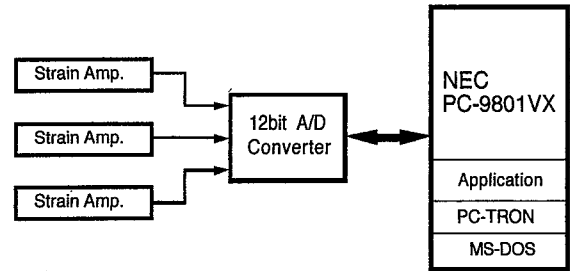 Strain Amp.
Strain Amp.
Strain Amp.
12bit A/D
Converter
NEC
PC-9801VX
Application
PC-TRON
MS-DOS